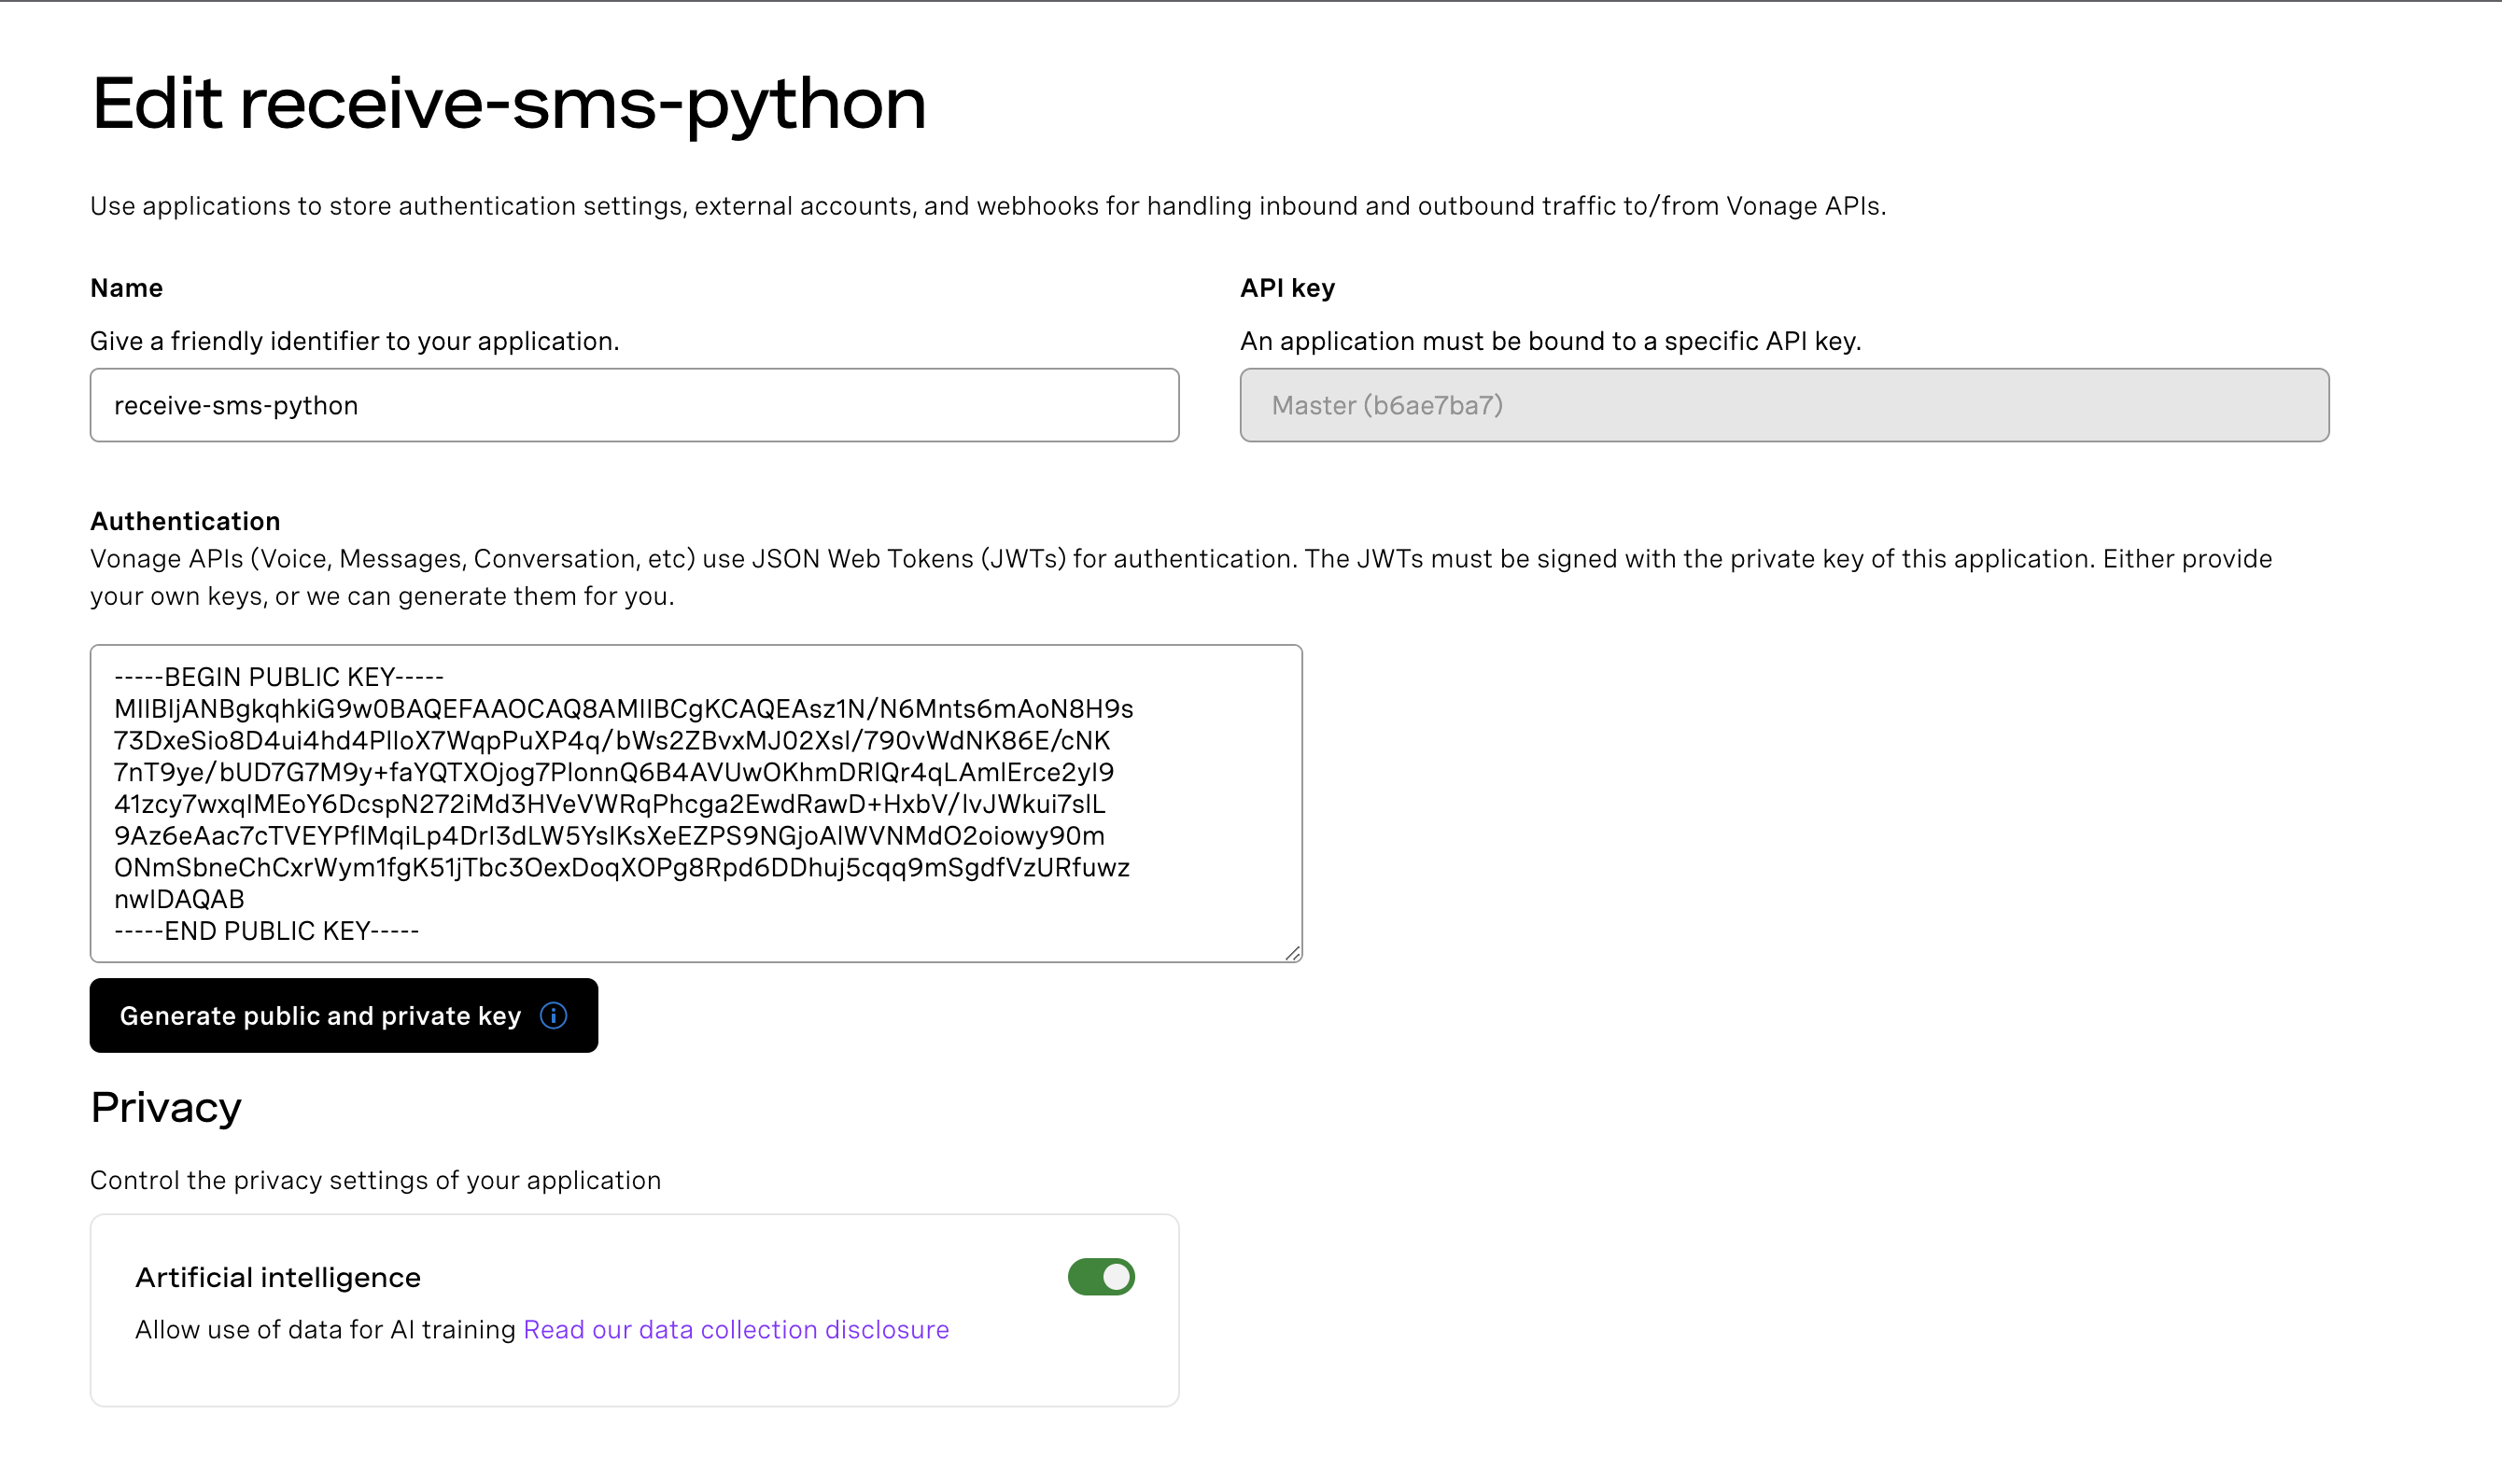 Edit receive-sms-python
Use applications to store authentication settings, external accounts, and webhooks for handling inbound and outbound traffic to/from Vonage APIs.
Name
API key
Give a friendly identifier to your application.
An application must be bound to a specific API key.
receive-sms-python
Master (b6ae7ba7)
Authentication
Vonage APIs (Voice, Messages, Conversation, etc) use JSON Web Tokens (JWTs) for authentication. The JWTs must be signed with the private key of this application. Either provide
your own keys, or we can generate them for you.
-----BEGIN PUBLIC KEY-----
MIIBIjANBgkqhkiG9w0BAQEFAAOCAQ8AMIIBCgKCAQEAsz1N/N6Mnts6mAoN8H9s
73DxeSio8D4ui4hd4PlIoX7WqpPuXP4q/bWs2ZBvxMJ02Xsl/790vWdNK86E/cNK
7nT9ye/bUD7G7M9y+faYQTXOjog7PlonnQ6B4AVUwOKhmDRlQr4qLAmlErce2yI9
41zcy7wxqIMEoY6DcspN272iMd3HVeVWRqPhcga2EwdRawD+HxbV/IvJWkui7slL
9Az6eAac7cTVEYPfIMqiLp4DrI3dLW5YslKsXeEZPS9NGjoAlWVNMdO2oiowy90m
ONmSbneChCxrWym1fgK51jTbc3OexDoqXOPg8Rpd6DDhuj5cqq9mSgdfVzURfuwz
nwIDAQAB
-----END PUBLIC KEY-----
Generate public and private key
Privacy
Control the privacy settings of your application
Artificial intelligence
Allow use of data for AI training Read our data collection disclosure